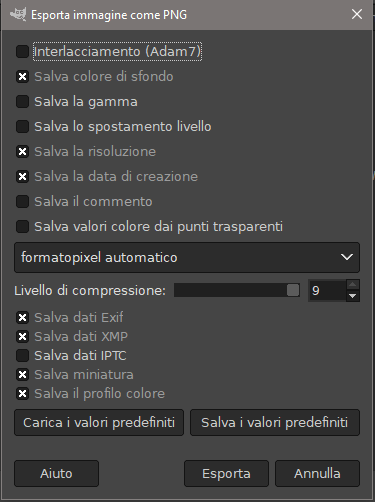 Esporta immagine come PNG
Interlacciamento (Adam7)
Salva colore di sfondo
Salva la gamma
Salva lo spostamento livello
Salva la risoluzione
Salva la data di creazione
Salva il commento
Salva valori colore dai punti trasparenti
formatopixel automatico
Livello di compressione: 9
Salva dati Exif
Salva dati XMP
Salva dati IPTC
Salva miniatura
Salva il profilo colore
Carica i valori predefiniti Salva i valori predefiniti
Aiuto Esporta Annulla